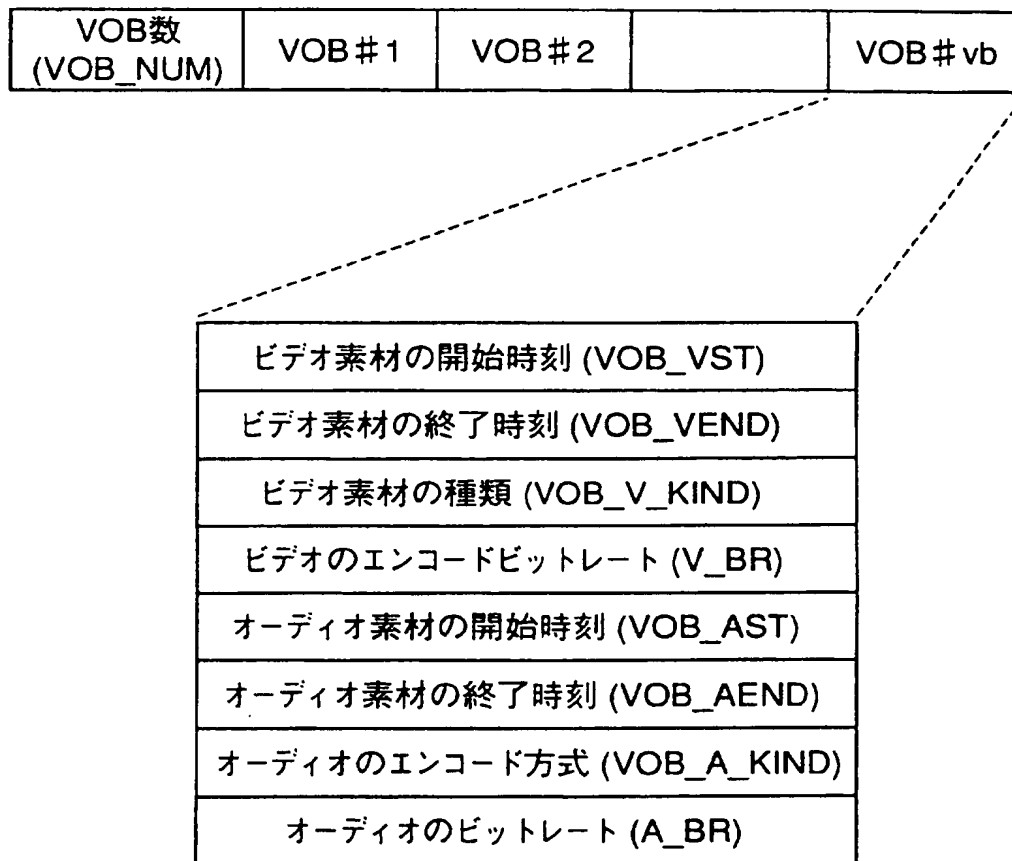 VOB数
(VOB_NUM)
VOB#1
VOB#2
VOB#vb
ビデオ素材の開始時刻 (VOB_VST)
ビデオ素材の終了時刻 (VOB_VEND)
ビデオ素材の種類 (VOB_V_KIND)
ビデオのエンコードビットレート (V_BR)
オーディオ素材の開始時刻 (VOB_AST)
オーディオ素材の終了時刻 (VOB_AEND)
オーディオのエンコード方式 (VOB_A_KIND)
オーディオのビットレート (A_BR)